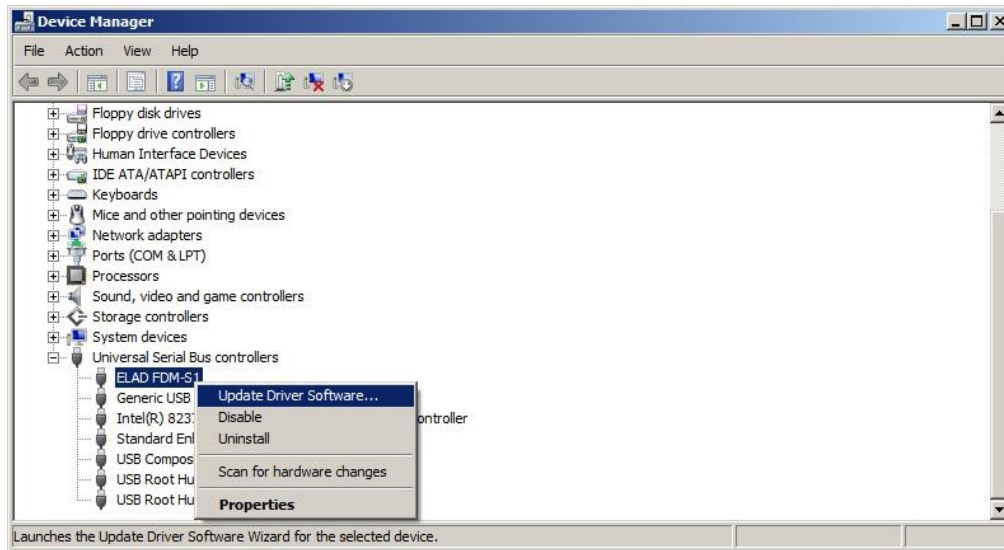 Device Manager
File Action View Help
Floppy disk drives
Floppy drive controllers
Human Interface Devices
IDE ATA/ATAPI controllers
Keyboards
Mice and other pointing devices
Network adapters
Ports (COM & LPT)
Processors
Sound, video and game controllers
Storage controllers
System devices
Universal Serial Bus controllers
ELAD FDM-S1
Generic USB
Intel(R) 823
Standard Enl
USB Compos
USB Root Hu
USB Root Hu
Update Driver Software...
Disable
ontroller
Uninstall
Scan for hardware changes
Properties
Launches the Update Driver Software Wizard for the selected device.